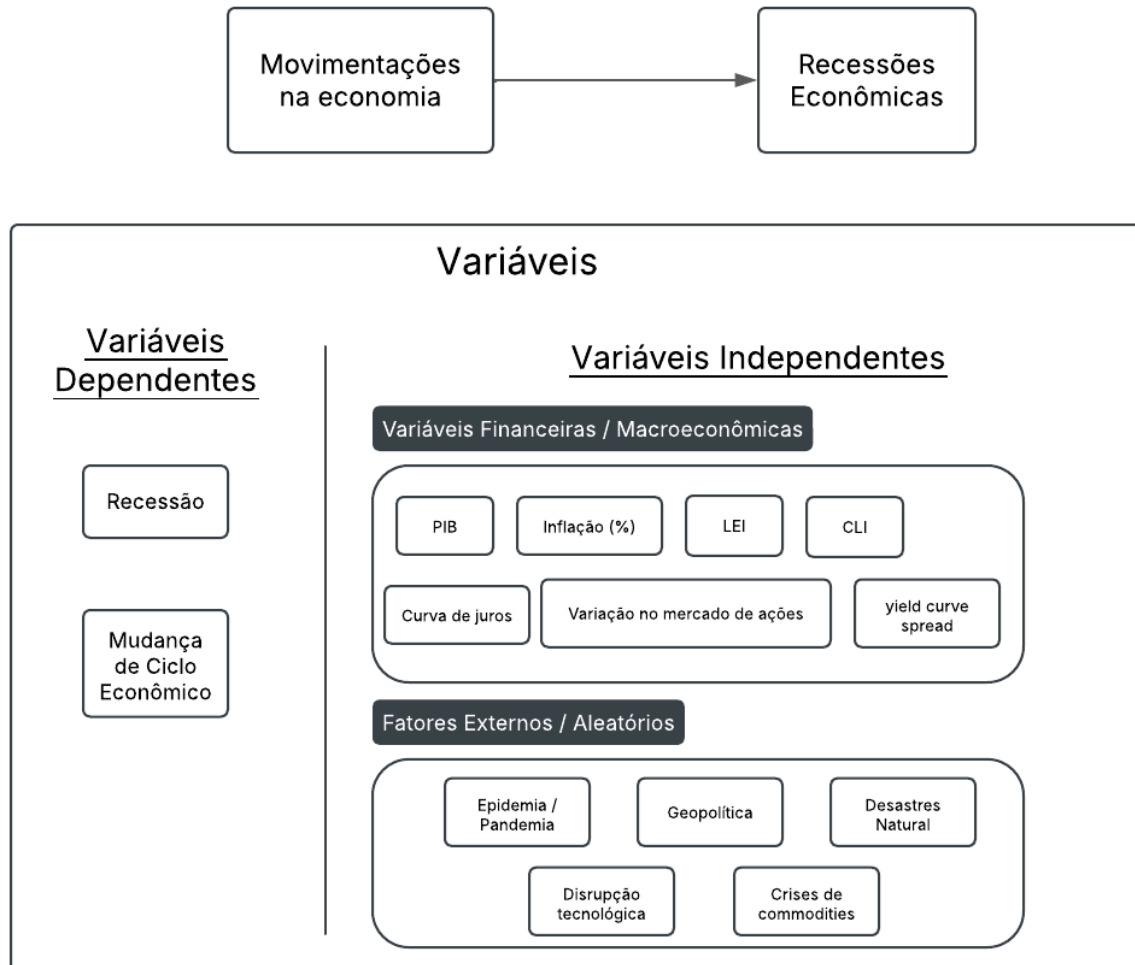 Movimentações
na economia
Recessões
Econômicas
Variáveis
Variáveis
Dependentes
Recessão
Mudança
de Ciclo
Econômico
Variáveis Independentes
Variáveis Financeiras / Macroeconômicas
PIB
Inflação (%)
LEI
CLI
Curva de juros
Variação no mercado de ações
yield curve
spread
Fatores Externos / Aleatórios
Epidemia /
Pandemia
Geopolítica
Desastres
Natural
Disrupção
tecnológica
Crises de
commodities